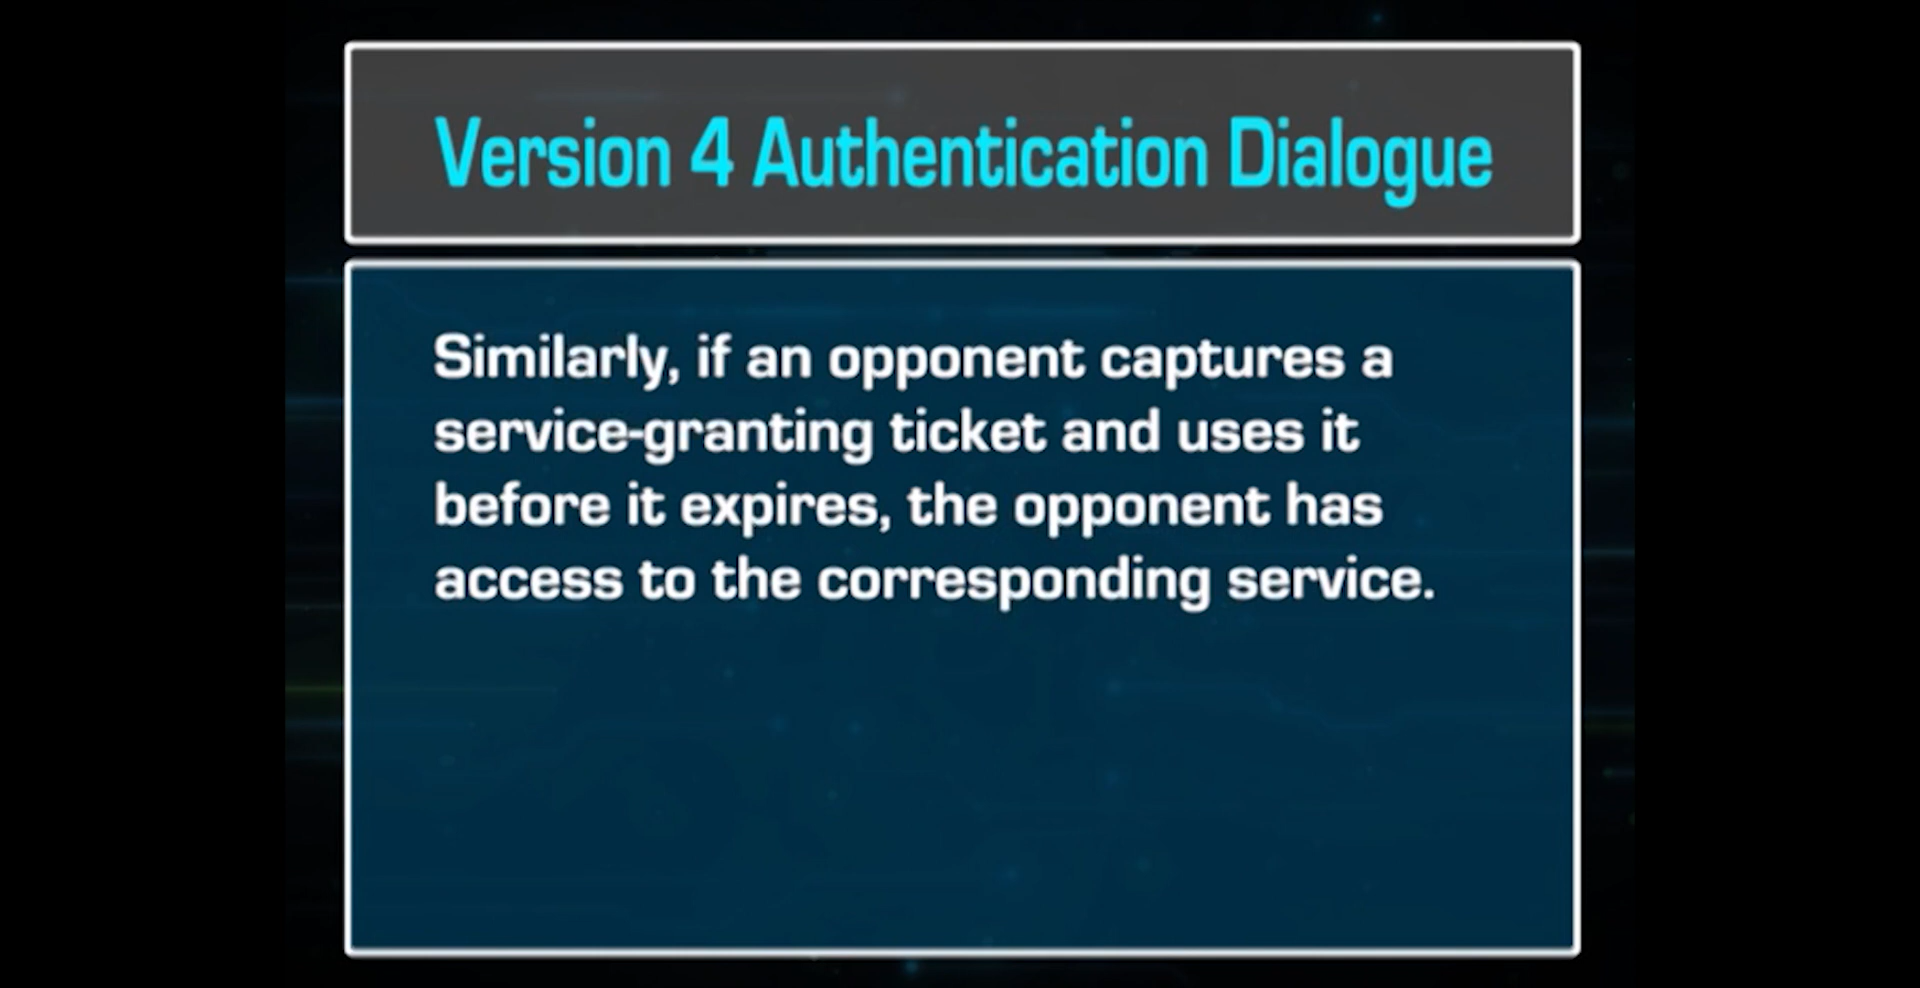 Version 4 Authentication Dialogue
Similarly, if an opponent captures a
service-granting ticket and uses it
before it expires, the opponent has
access to the corresponding service.